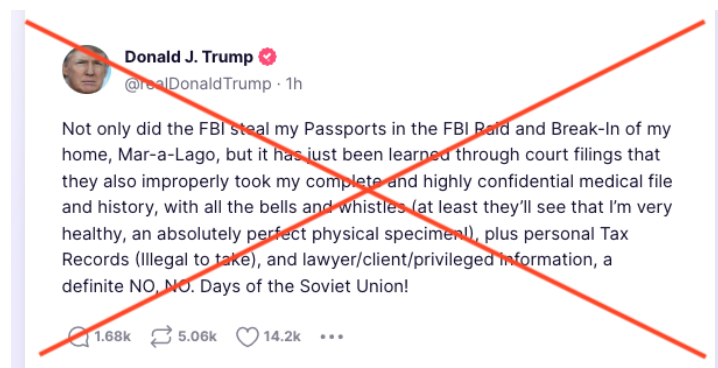 Donald J. Trump
@realDonaldTrump · 1h
Not only did the FBI steal my Passports in the FBI Raid and Break-In of my
home, Mar-a-Lago, but it has just been learned through court filings that
they also improperly took my complete and highly confidential medical file
and history, with all the bells and whistles (at least they'll see that I'm very
healthy, an absolutely perfect physical specimen!), plus personal Tax
Records (Illegal to take), and lawyer/client/privileged information, a
definite NO, NO. Days of the Soviet Union!
1.68k 5.06k 14.2k